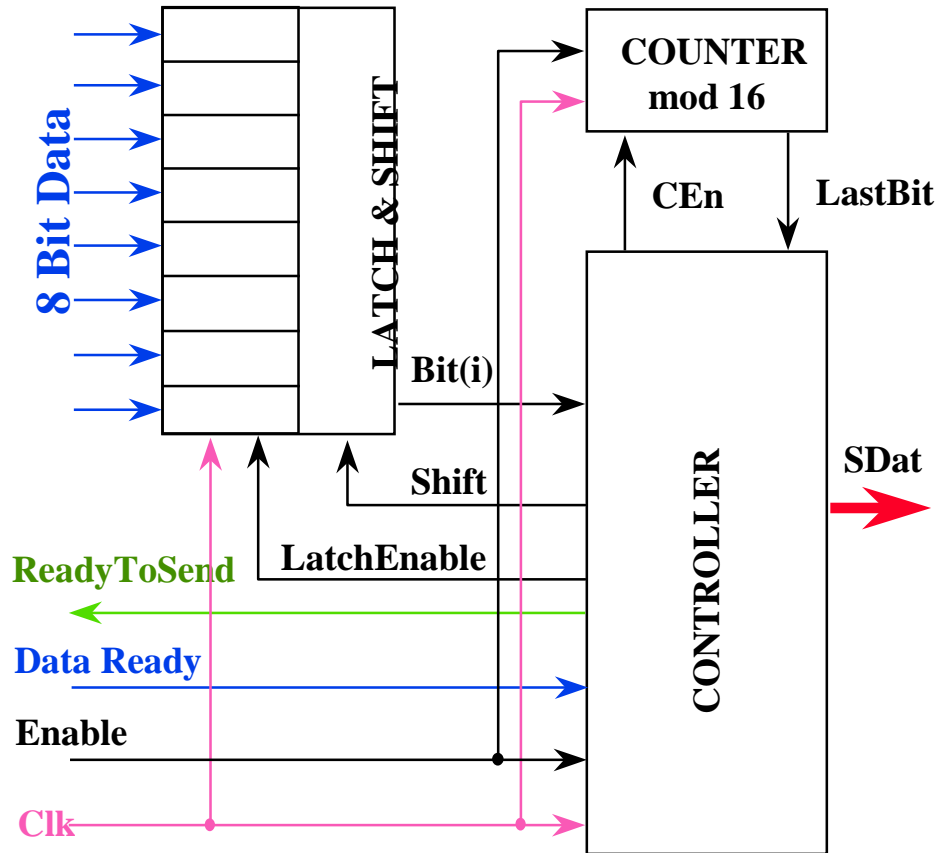 8 Bit Data
LATCH & SHIFT
COUNTER
mod 16
CEn
LastBit
Bit(i)
Shift
LatchEnable
ReadyToSend
Data Ready
Enable
Clk
CONTROLLER
SDat